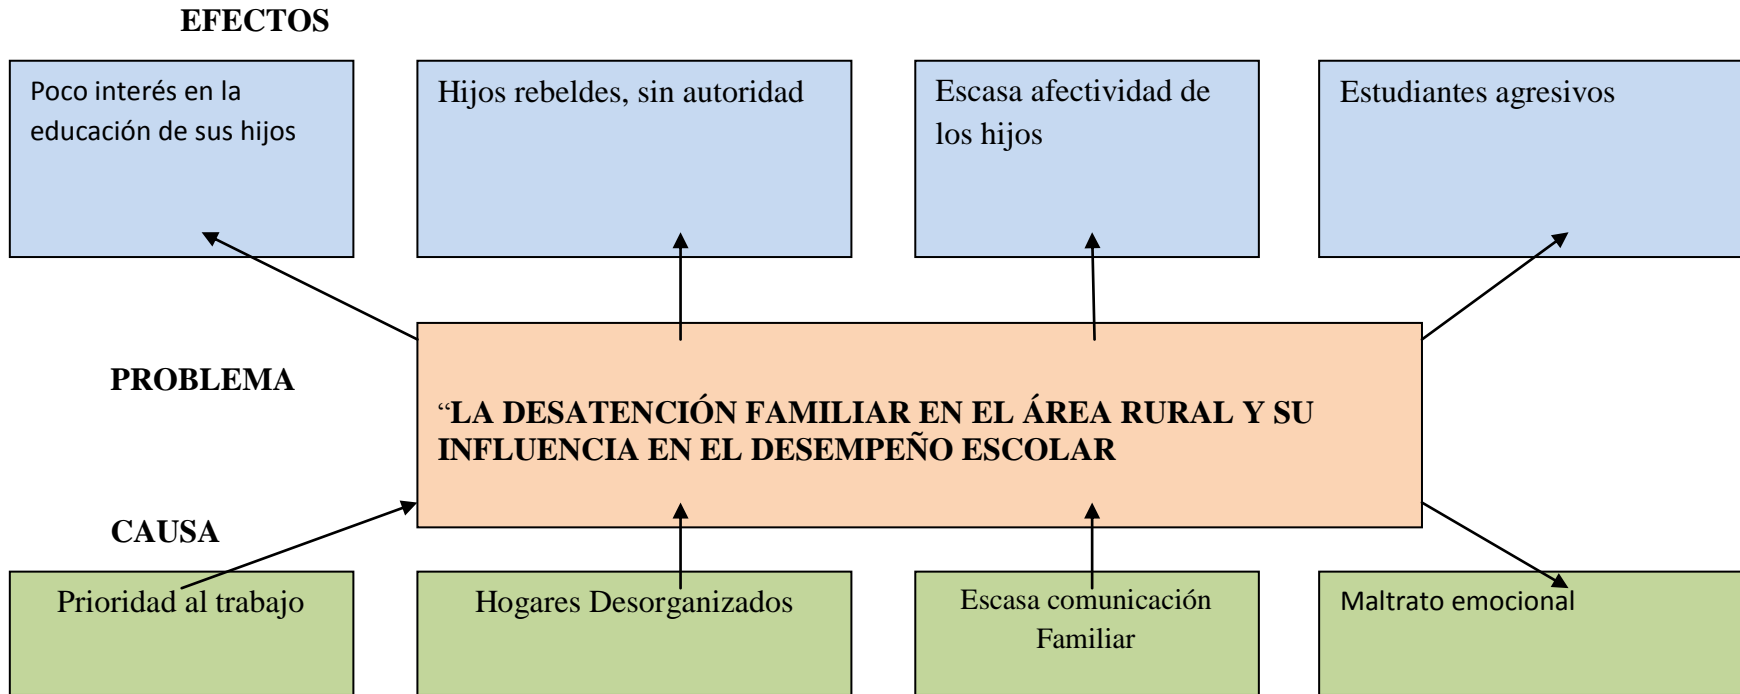 EFECTOS
Poco interés en la
educación de sus hijos
Hijos rebeldes, sin autoridad
Escasa afectividad de
los hijos
Estudiantes agresivos
PROBLEMA
“LA DESATENCIÓN FAMILIAR EN EL ÁREA RURAL Y SU
INFLUENCIA EN EL DESEMPEÑO ESCOLAR
CAUSA
Prioridad al trabajo
Hogares Desorganizados
Escasa comunicación
Familiar
Maltrato emocional